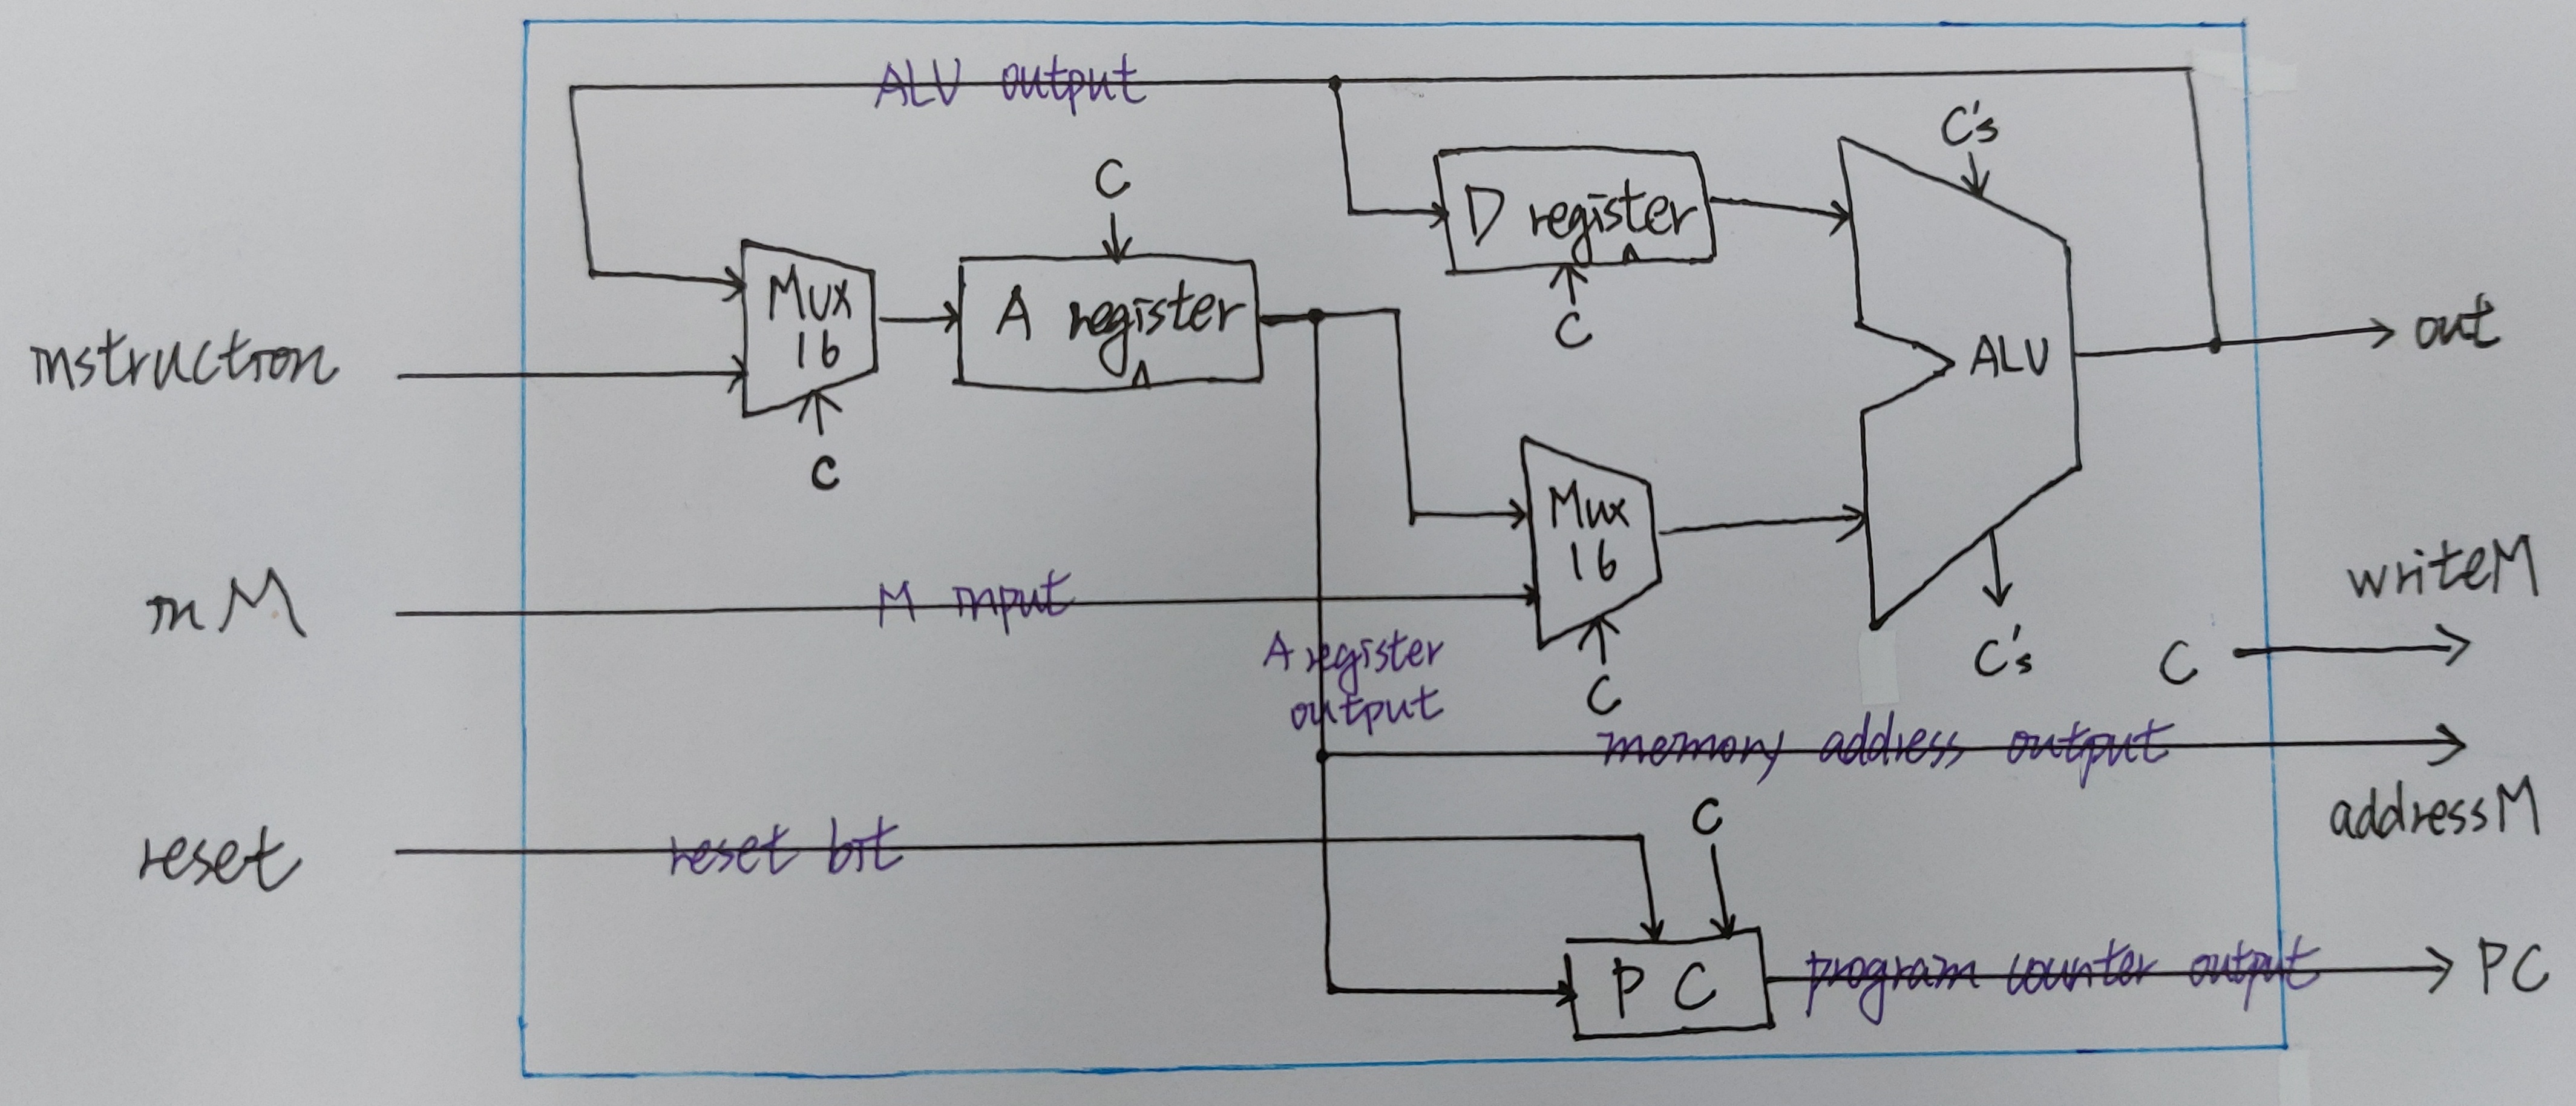 ALU output
C's
C
D register
Mux
16
A register
C
instruction
ALU
out
C
Mux
16
inM
M input
writeM
A register
output
C
C's
C
memory address output
addressM
C
reset
reset bit
PC
program counter output
PC